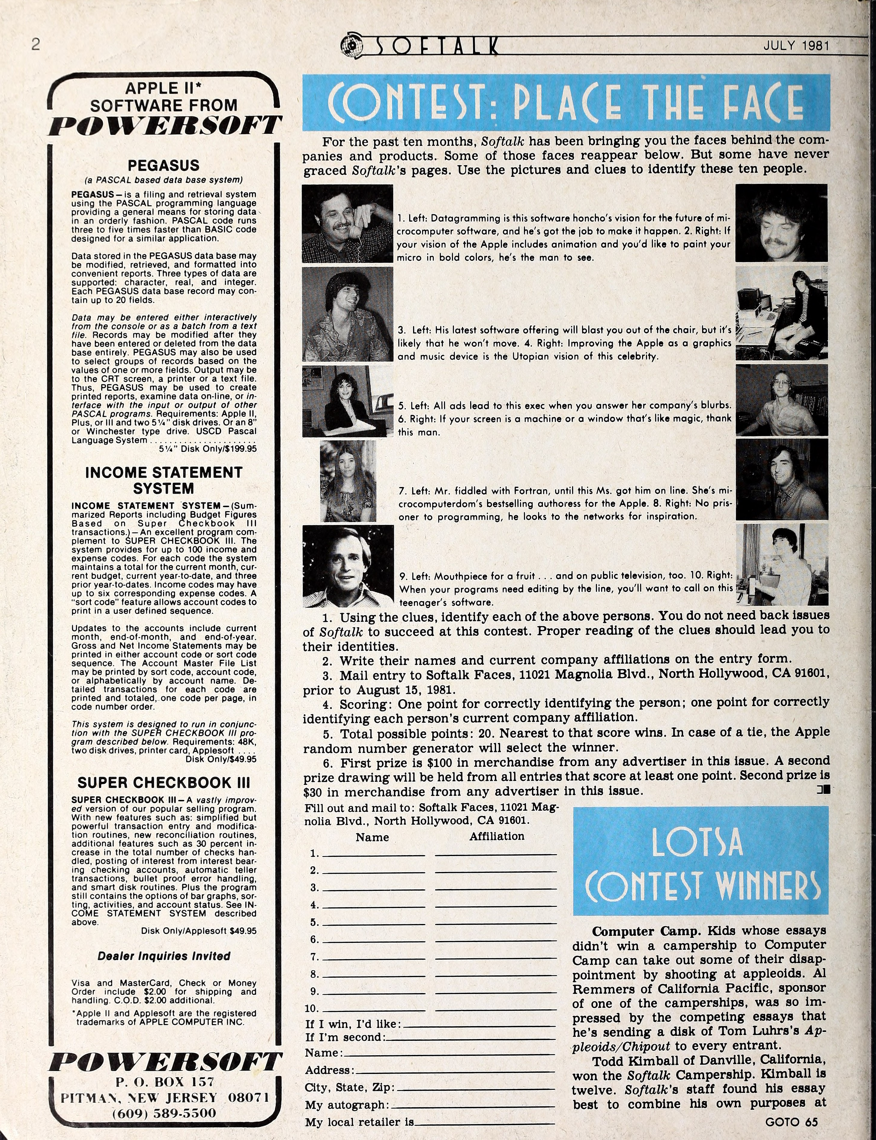 2
SOFTALK
JULY 1981
APPLE II*
SOFTWARE FROM
POWERSOFT
PEGASUS
(a PASCAL based data base system)
PEGASUS—is a filing and retrieval system
using the PASCAL programming language
providing a general means for storing data
in an orderly fashion. PASCAL code runs
three to five times faster than BASIC code
designed for a similar application.
Data stored in the PEGASUS data base may
be modified, retrieved, and formatted into
convenient reports. Three types of data are
supported: character, real, and integer.
Each PEGASUS data base record may con-
tain up to 20 fields.
Data may be entered either interactively
from the console or as a batch from a text
file. Records may be modified after they
have been entered or deleted from the data
base entirely. PEGASUS may also be used
to select groups of records based on the
values of one or more fields. Output may be
to the CRT screen, a printer or a text file.
Thus, PEGASUS may be used to create
printed reports, examine data on-line, or in-
terface with the input or output of other
PASCAL programs. Requirements: Apple II,
Plus, or III and two 5¼" disk drives. Or an 8"
or Winchester type drive. USCD Pascal
Language System .....................
5¼" Disk Only/$199.95
INCOME STATEMENT
SYSTEM
INCOME STATEMENT SYSTEM—(Sum-
marized Reports including Budget Figures
Based on Super Checkbook III
transactions.)—An excellent program com-
plement to SUPER CHECKBOOK III. The
system provides for up to 100 income and
expense codes. For each code the system
maintains a total for the current month, cur-
rent budget, current year-to-date, and three
prior year-to-dates. Income codes may have
up to six corresponding expense codes. A
"sort code" feature allows account codes to
print in a user defined sequence.
Updates to the accounts include current
month, end-of-month, and end-of-year.
Gross and Net Income Statements may be
printed in either account code or sort code
sequence. The Account Master File List
may be printed by sort code, account code,
or alphabetically by account name. De-
tailed transactions for each code are
printed and totaled, one code per page, in
code number order.
This system is designed to run in conjunc-
tion with the SUPER CHECKBOOK III pro-
gram described below. Requirements: 48K,
two disk drives, printer card, Applesoft ....
Disk Only/$49.95
SUPER CHECKBOOK III
SUPER CHECKBOOK III—A vastly improv-
ed version of our popular selling program.
With new features such as: simplified but
powerful transaction entry and modifica-
tion routines, new reconciliation routines,
additional features such as 30 percent in-
crease in the total number of checks han-
dled, posting of interest from interest bear-
ing checking accounts, automatic teller
transactions, bullet proof error handling,
and smart disk routines. Plus the program
still contains the options of bar graphs, sor-
ting, activities, and account status. See IN-
COME STATEMENT SYSTEM described
above.
Disk Only/Applesoft $49.95
Dealer Inquiries Invited
Visa and MasterCard, Check or Money
Order include $2.00 for shipping and
handling. C.O.D. $2.00 additional.
*Apple II and Applesoft are the registered
trademarks of APPLE COMPUTER INC.
POWERSOFT
P. O. BOX 157
PITMAN, NEW JERSEY 08071
(609) 589-5500
CONTEST: PLACE THE FACE
For the past ten months, Softalk has been bringing you the faces behind the com-
panies and products. Some of those faces reappear below. But some have never
graced Softalk's pages. Use the pictures and clues to identify these ten people.
1. Left: Datagramming is this software honcho's vision for the future of mi-
crocomputer software, and he's got the job to make it happen. 2. Right: If
your vision of the Apple includes animation and you'd like to paint your
micro in bold colors, he's the man to see.
3. Left: His latest software offering will blast you out of the chair, but it's
likely that he won't move. 4. Right: Improving the Apple as a graphics
and music device is the Utopian vision of this celebrity.
5. Left: All ads lead to this exec when you answer her company's blurbs.
6. Right: If your screen is a machine or a window that's like magic, thank
this man.
7. Left: Mr. fiddled with Fortran, until this Ms. got him on line. She's mi-
crocomputerdom's bestselling authoress for the Apple. 8. Right: No pris-
oner to programming, he looks to the networks for inspiration.
9. Left: Mouthpiece for a fruit . . . and on public television, too. 10. Right:
When your programs need editing by the line, you'll want to call on this
teenager's software.
1. Using the clues, identify each of the above persons. You do not need back issues
of Softalk to succeed at this contest. Proper reading of the clues should lead you to
their identities.
2. Write their names and current company affiliations on the entry form.
3. Mail entry to Softalk Faces, 11021 Magnolia Blvd., North Hollywood, CA 91601,
prior to August 15, 1981.
4. Scoring: One point for correctly identifying the person; one point for correctly
identifying each person's current company affiliation.
5. Total possible points: 20. Nearest to that score wins. In case of a tie, the Apple
random number generator will select the winner.
6. First prize is $100 in merchandise from any advertiser in this issue. A second
prize drawing will be held from all entries that score at least one point. Second prize is
$30 in merchandise from any advertiser in this issue.
Fill out and mail to: Softalk Faces, 11021 Mag-
nolia Blvd., North Hollywood, CA 91601.
Name Affiliation
1.
2.
3.
4.
5.
6.
7.
8.
9.
10.
If I win, I'd like:
If I'm second:
Name:
Address:
City, State, Zip:
My autograph:
My local retailer is
LOTSA
CONTEST WINNERS
Computer Camp. Kids whose essays
didn't win a campership to Computer
Camp can take out some of their disap-
pointment by shooting at appleoids. Al
Remmers of California Pacific, sponsor
of one of the camperships, was so im-
pressed by the competing essays that
he's sending a disk of Tom Luhrs's Ap-
pleoids/Chipout to every entrant.
Todd Kimball of Danville, California,
won the Softalk Campership. Kimball is
twelve. Softalk's staff found his essay
best to combine his own purposes at
GOTO 65